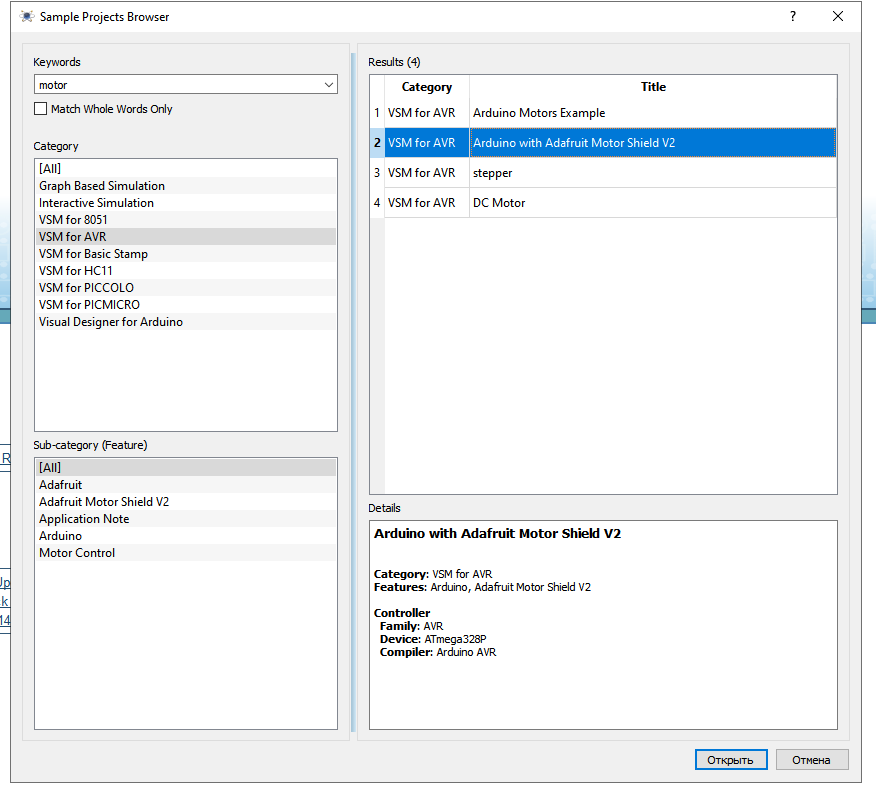 Sample Projects Browser
?
Keywords
motor
Match Whole Words Only
Category
[All]
Graph Based Simulation
Interactive Simulation
VSM for 8051
VSM for AVR
VSM for Basic Stamp
VSM for HC11
VSM for PICCOLO
VSM for PICMICRO
Visual Designer for Arduino
Sub-category (Feature)
[All]
Adafruit
Adafruit Motor Shield V2
Application Note
Arduino
Motor Control
Results (4)
Category Title
1 VSM for AVR Arduino Motors Example
2 VSM for AVR Arduino with Adafruit Motor Shield V2
3 VSM for AVR stepper
4 VSM for AVR DC Motor
Details
Arduino with Adafruit Motor Shield V2
Category: VSM for AVR
Features: Arduino, Adafruit Motor Shield V2
Controller
Family: AVR
Device: ATmega328P
Compiler: Arduino AVR
Открыть Отмена